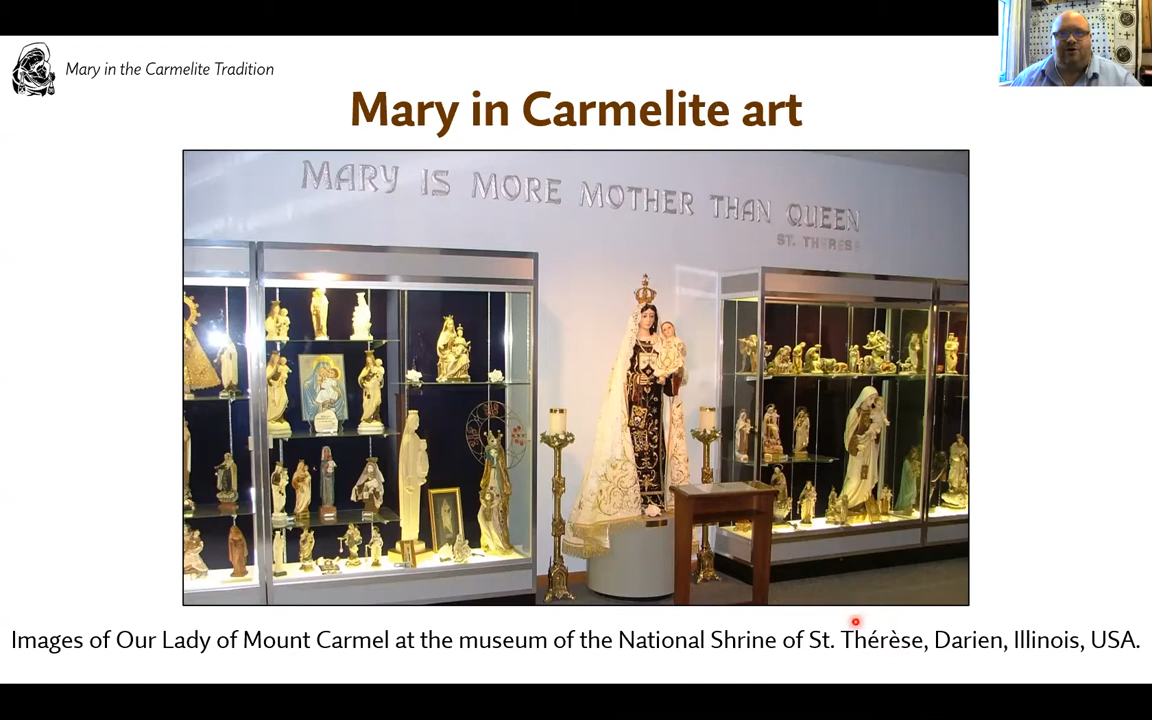 Mary in the Carmelite Tradition
Mary in Carmelite art
MARY IS MORE MOTHER THAN QUEEN
ST. THERESE
Images of Our Lady of Mount Carmel at the museum of the National Shrine of St. Thérèse, Darien, Illinois, USA.